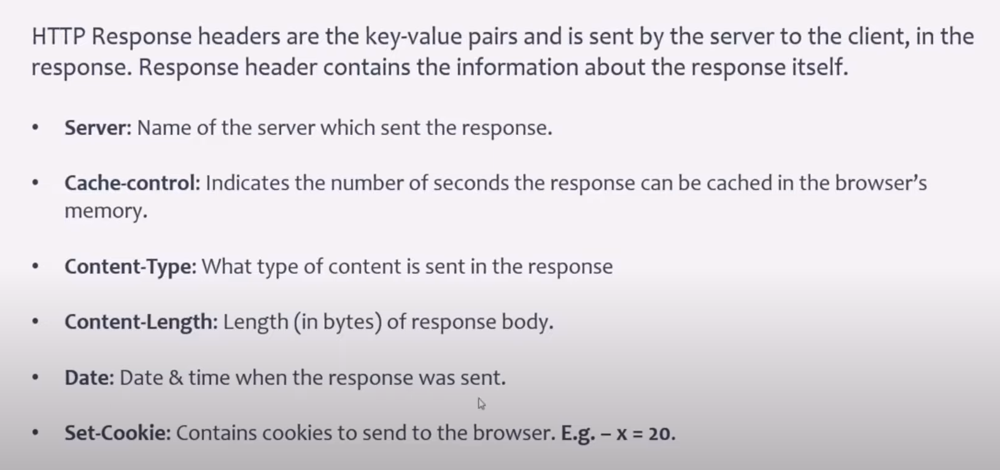 HTTP Response headers are the key-value pairs and is sent by the server to the client, in the
response. Response header contains the information about the response itself.
• Server: Name of the server which sent the response.
• Cache-control: Indicates the number of seconds the response can be cached in the browser’s
memory.
• Content-Type: What type of content is sent in the response
• Content-Length: Length (in bytes) of response body.
• Date: Date & time when the response was sent.
• Set-Cookie: Contains cookies to send to the browser. E.g. – x = 20.